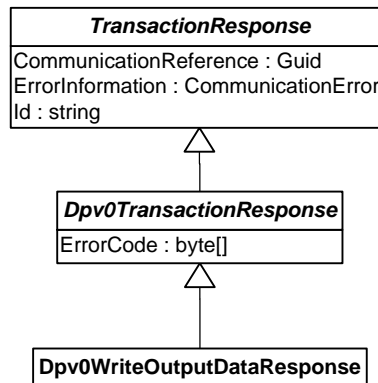 TransactionResponse
CommunicationReference : Guid
ErrorInformation : CommunicationError
Id : string
Dpv0TransactionResponse
ErrorCode : byte[]
Dpv0WriteOutputDataResponse